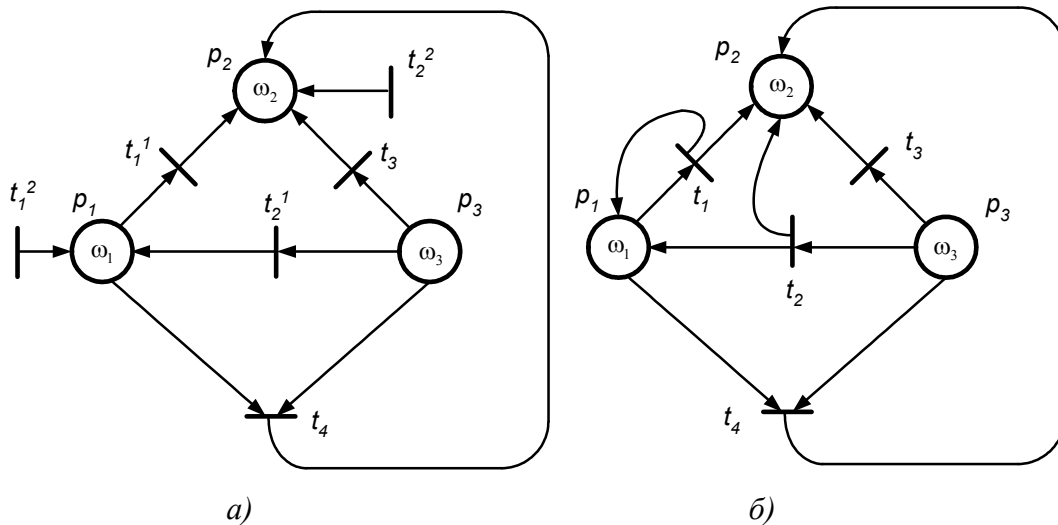 p₂
t₂²
ω₂
t₁¹
t₃
t₁²
p₁
t₂¹
p₃
ω₁
ω₃
t₄
а)
p₂
ω₂
t₃
p₁
t₁
p₃
ω₁
ω₃
t₂
t₄
б)